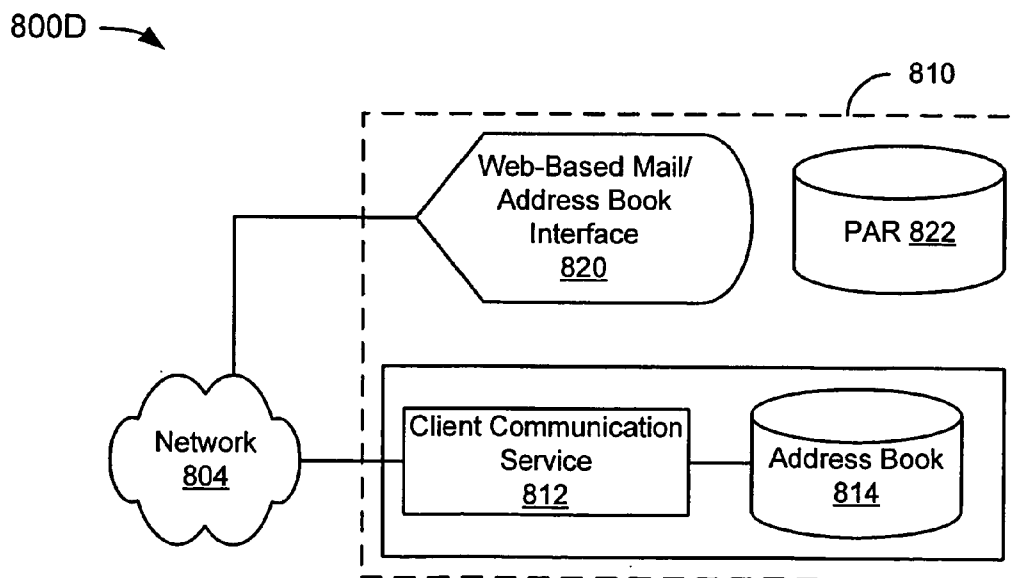 800D
810
Web-Based Mail/
Address Book
Interface
820
PAR 822
Network
804
Client Communication
Service
812
Address Book
814